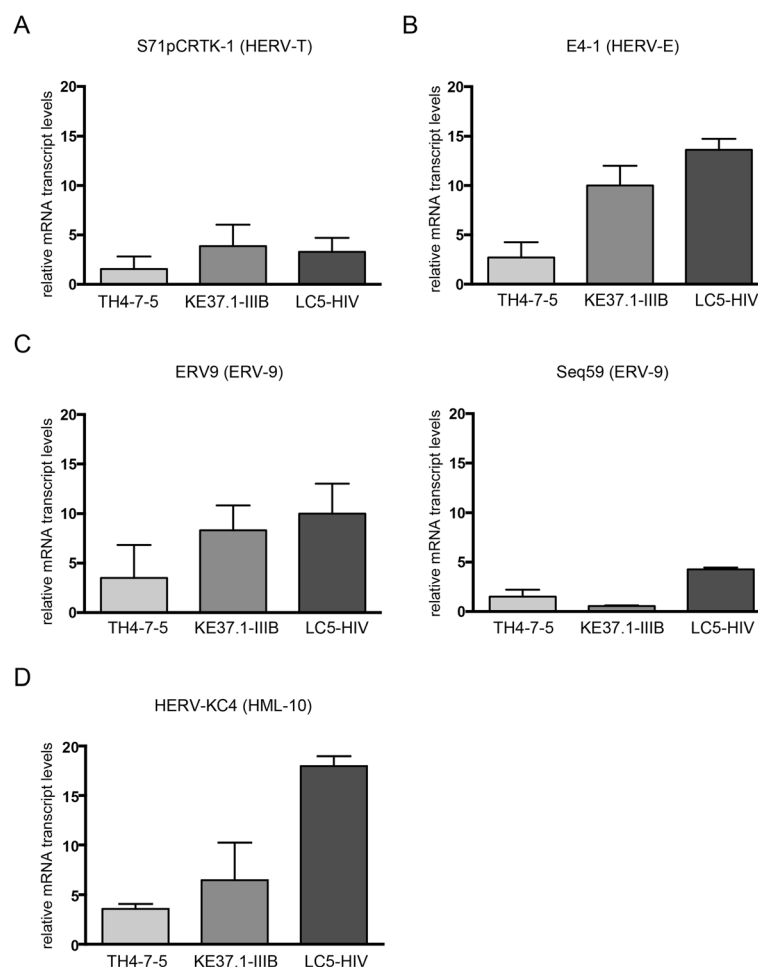 A
S71pCRTK-1 (HERV-T)
relative mRNA transcript levels
20
15
10
5
0
TH4-7-5 KE37.1-IIIB LC5-HIV
B
E4-1 (HERV-E)
relative mRNA transcript levels
20
15
10
5
0
TH4-7-5 KE37.1-IIIB LC5-HIV
C
ERV9 (ERV-9)
relative mRNA transcript levels
20
15
10
5
0
TH4-7-5 KE37.1-IIIB LC5-HIV
Seq59 (ERV-9)
relative mRNA transcript levels
20
15
10
5
0
TH4-7-5 KE37.1-IIIB LC5-HIV
D
HERV-KC4 (HML-10)
relative mRNA transcript levels
20
15
10
5
0
TH4-7-5 KE37.1-IIIB LC5-HIV